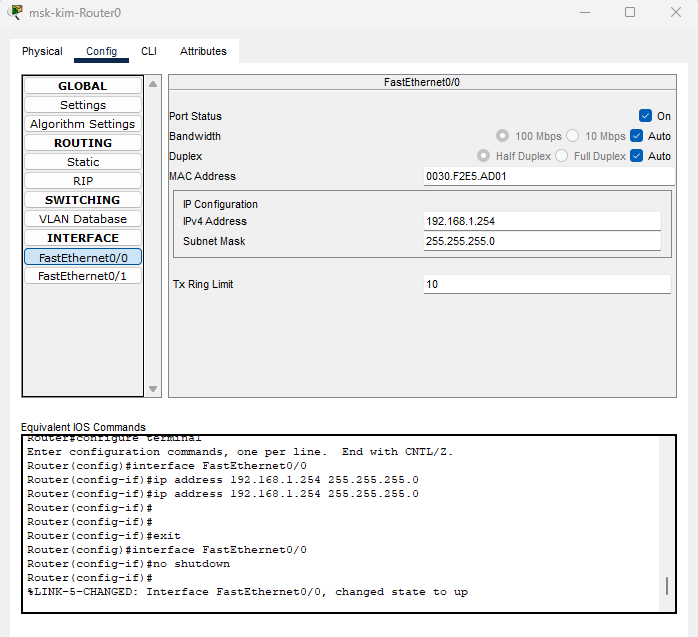 msk-kim-Router0
Physical Config CLI Attributes
GLOBAL
Settings
Algorithm Settings
ROUTING
Static
RIP
SWITCHING
VLAN Database
INTERFACE
FastEthernet0/0
FastEthernet0/1
FastEthernet0/0
Port Status On
Bandwidth 100 Mbps 10 Mbps Auto
Duplex Half Duplex Full Duplex Auto
MAC Address 0030.F2E5.AD01
IP Configuration
IPv4 Address 192.168.1.254
Subnet Mask 255.255.255.0
Tx Ring Limit 10
Equivalent IOS Commands
Router#configure terminal
Enter configuration commands, one per line. End with CNTL/Z.
Router(config)#interface FastEthernet0/0
Router(config-if)#ip address 192.168.1.254 255.255.255.0
Router(config-if)#ip address 192.168.1.254 255.255.255.0
Router(config-if)#
Router(config-if)#
Router(config-if)#exit
Router(config)#interface FastEthernet0/0
Router(config-if)#no shutdown
Router(config-if)#
%LINK-5-CHANGED: Interface FastEthernet0/0, changed state to up